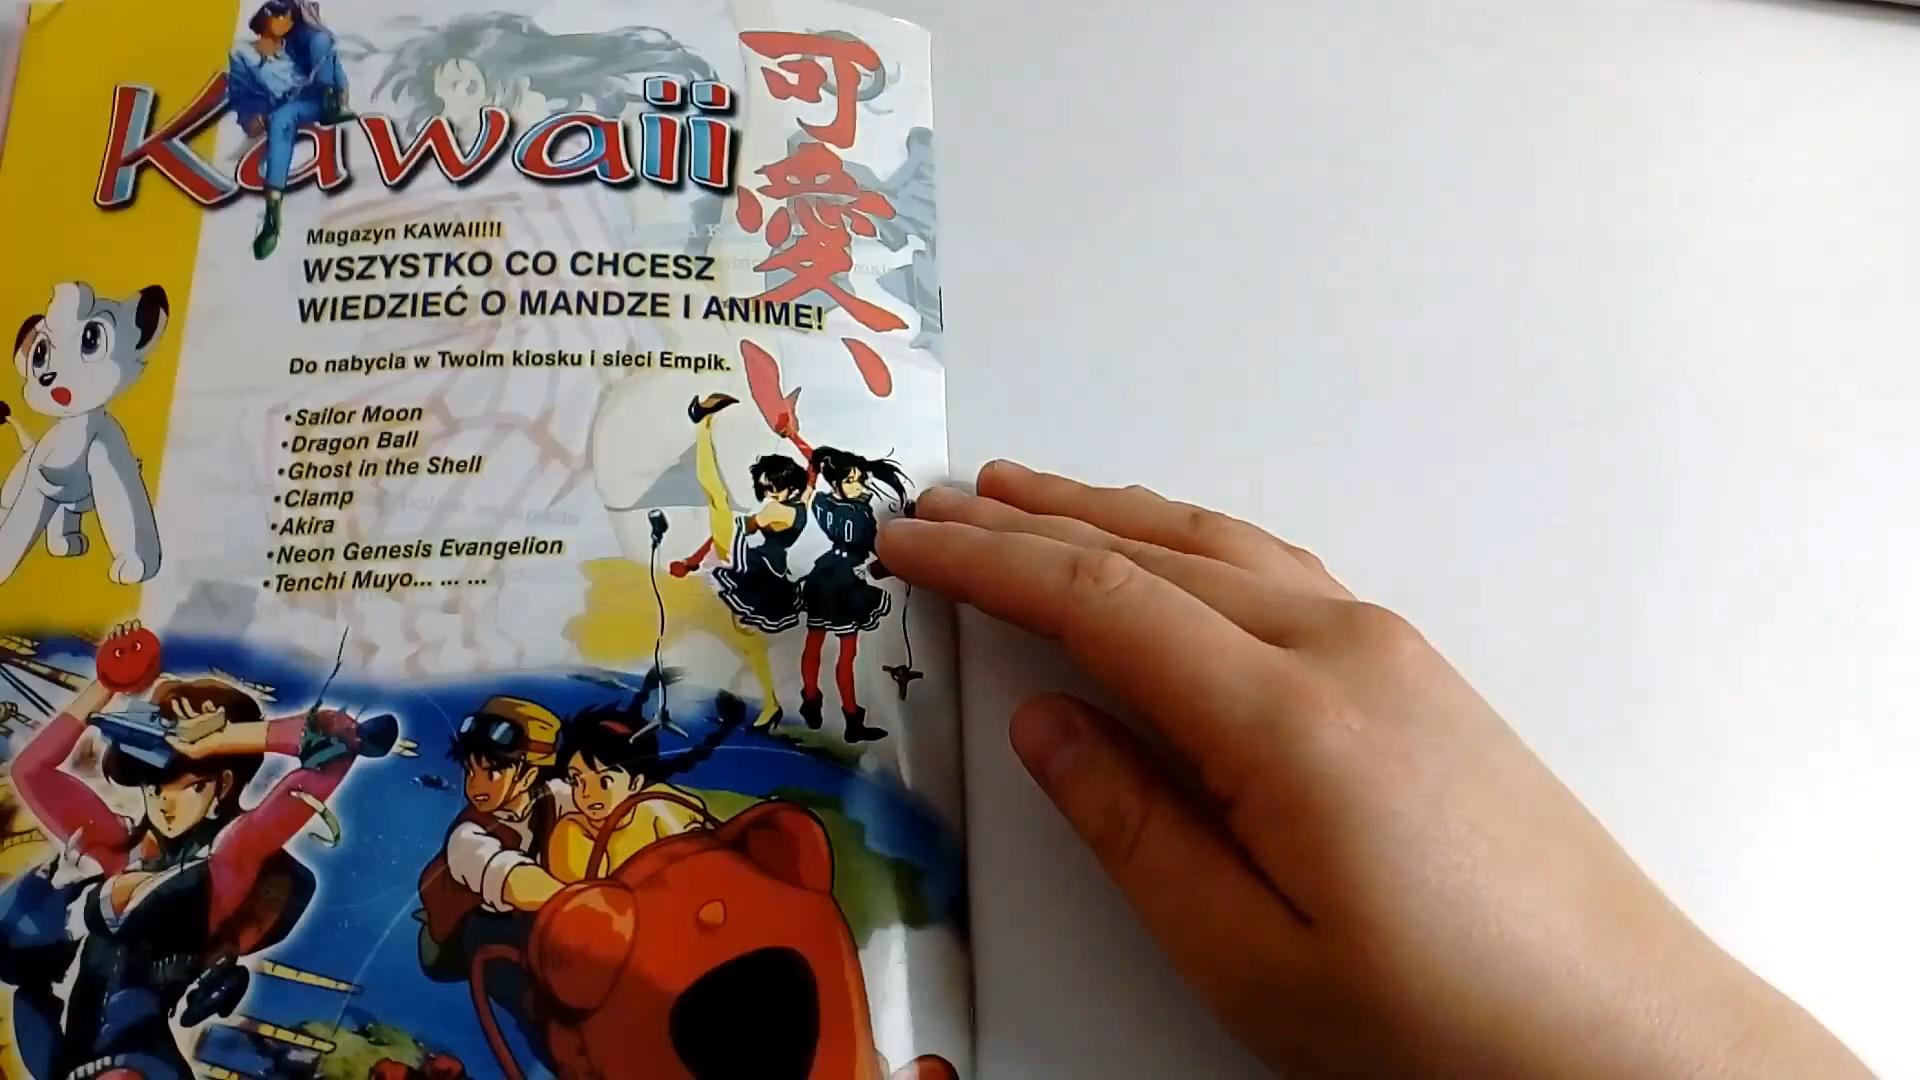 Kawaii
可愛い
Magazyn KAWAII!!!
WSZYSTKO CO CHCESZ
WIEDZIEĆ O MANDZE I ANIME!
Do nabycia w Twoim kiosku i sieci Empik.
•Sailor Moon
•Dragon Ball
•Ghost in the Shell
•Clamp
•Akira
•Neon Genesis Evangelion
•Tenchi Muyo... ... ...